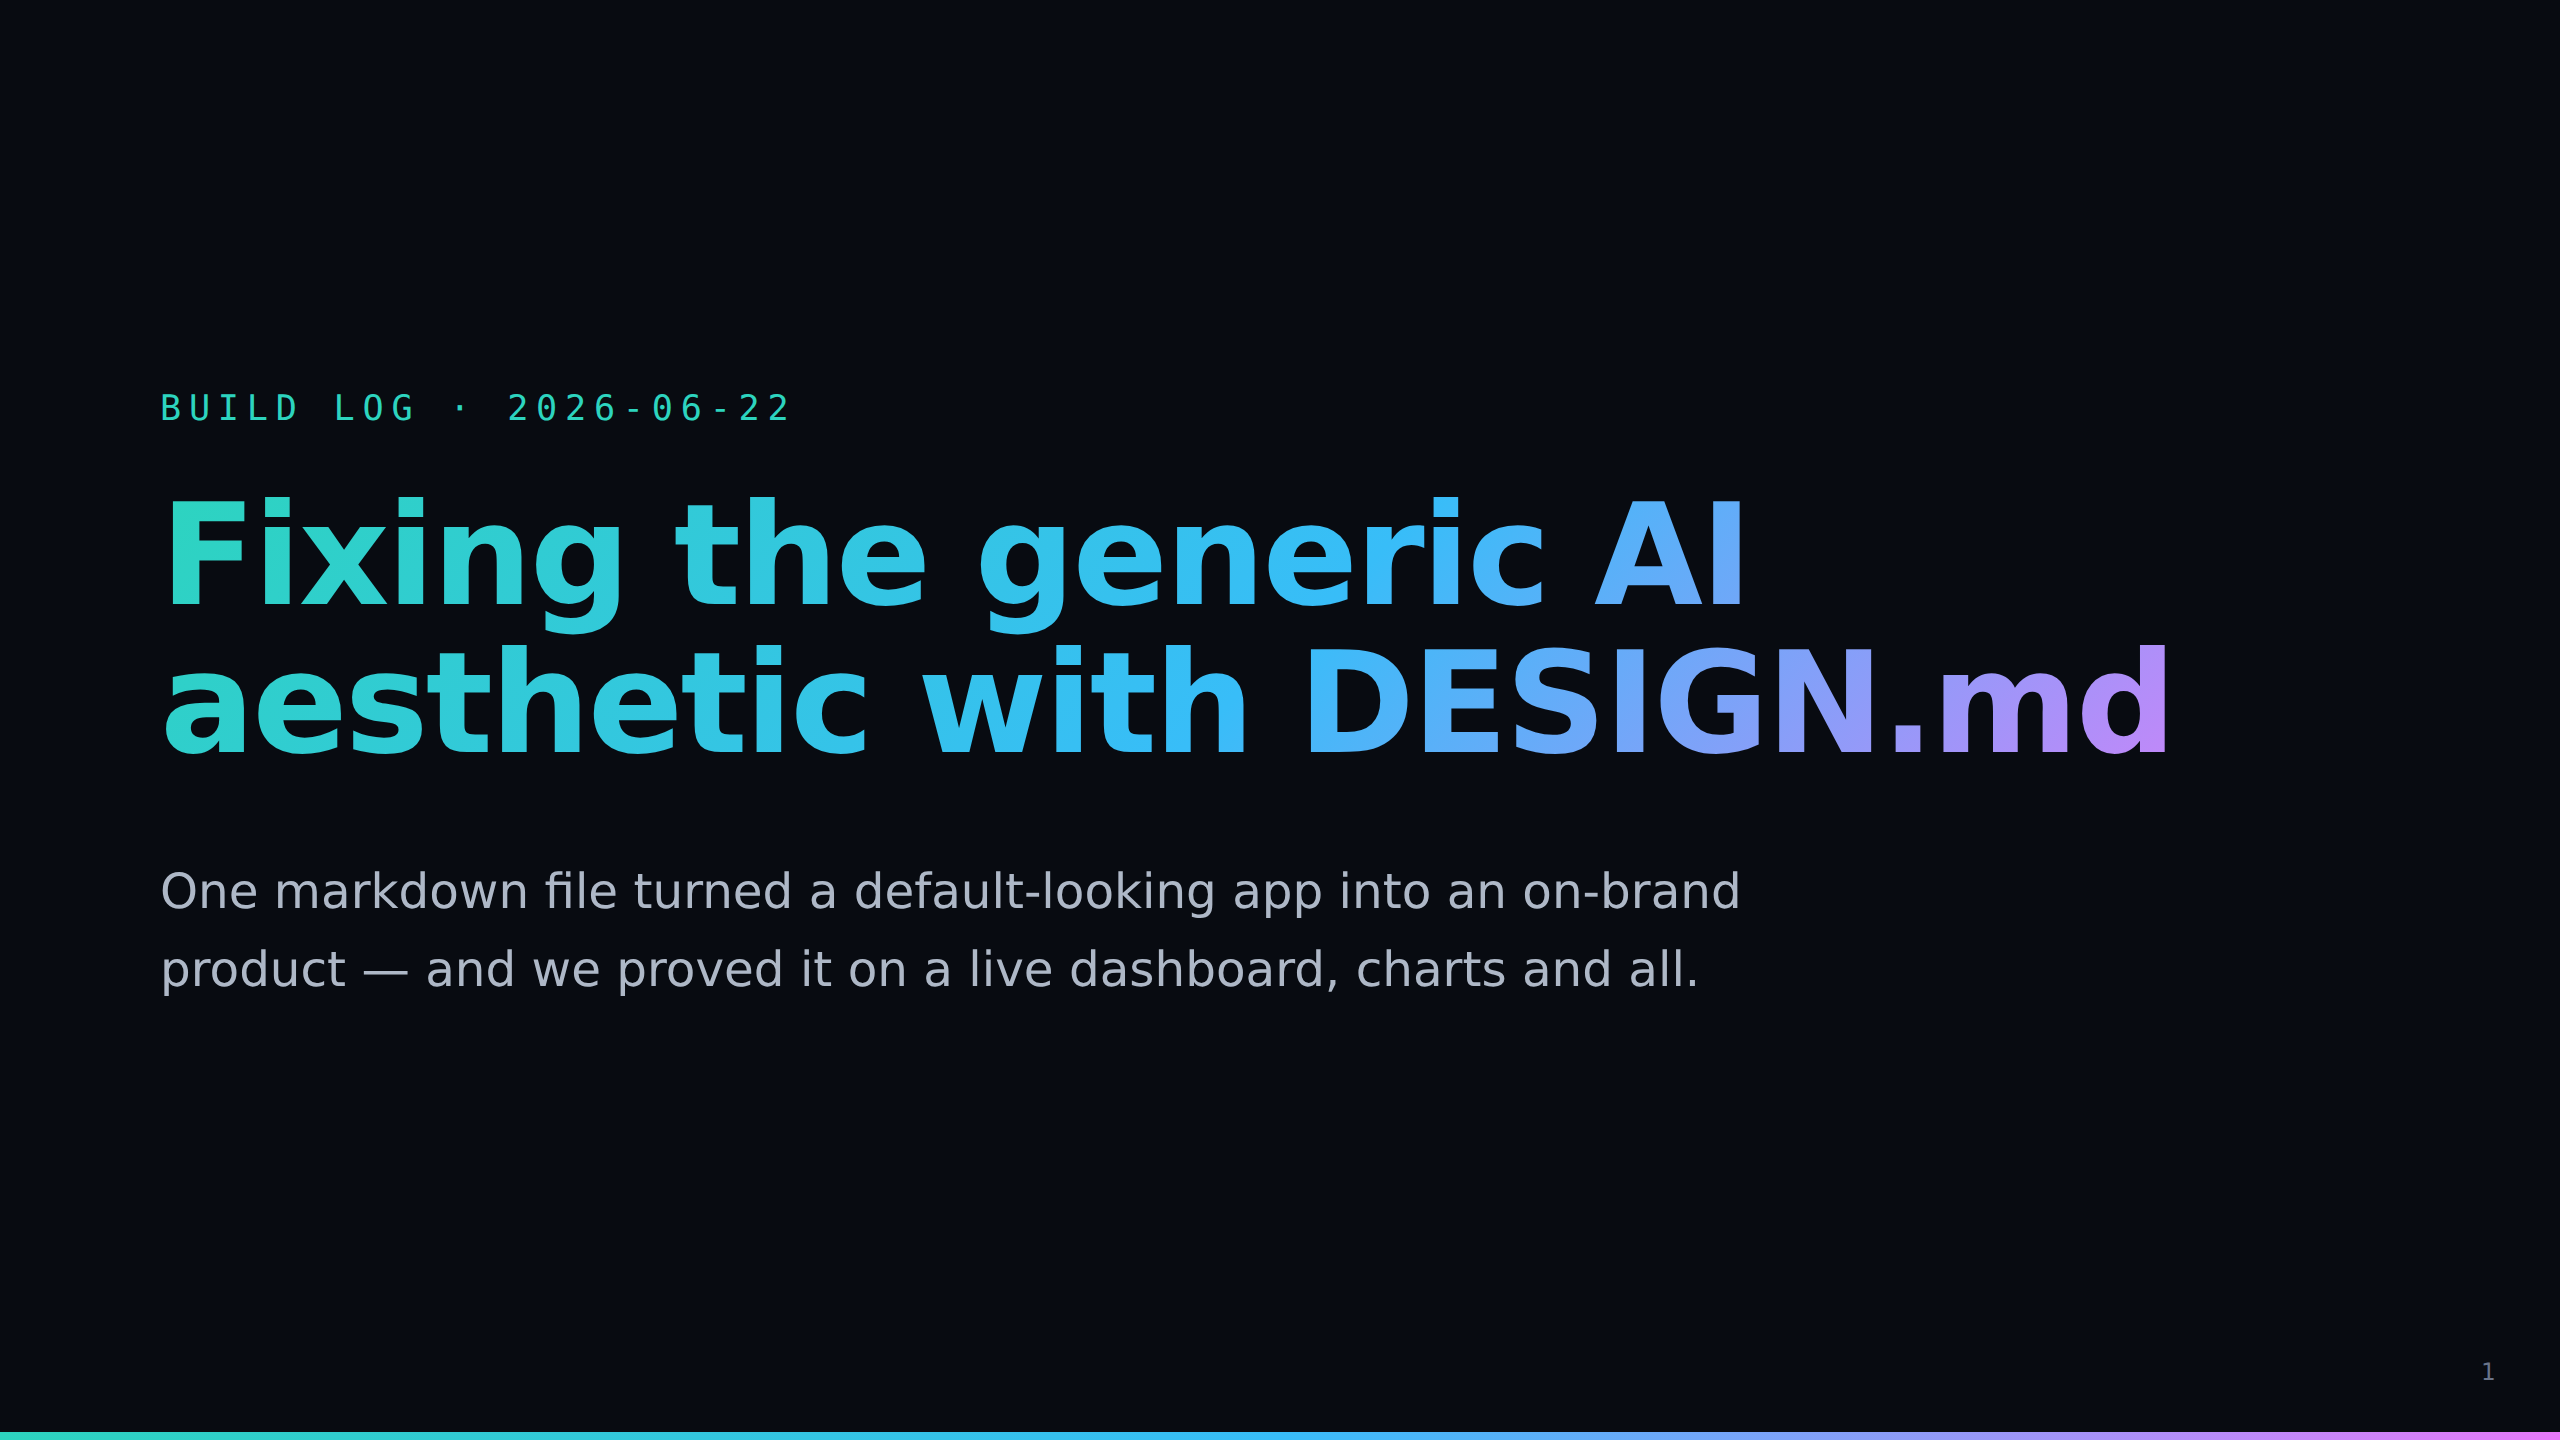 BUILD LOG · 2026-06-22
Fixing the generic AI
aesthetic with DESIGN.md
One markdown file turned a default-looking app into an on-brand
product — and we proved it on a live dashboard, charts and all.
1